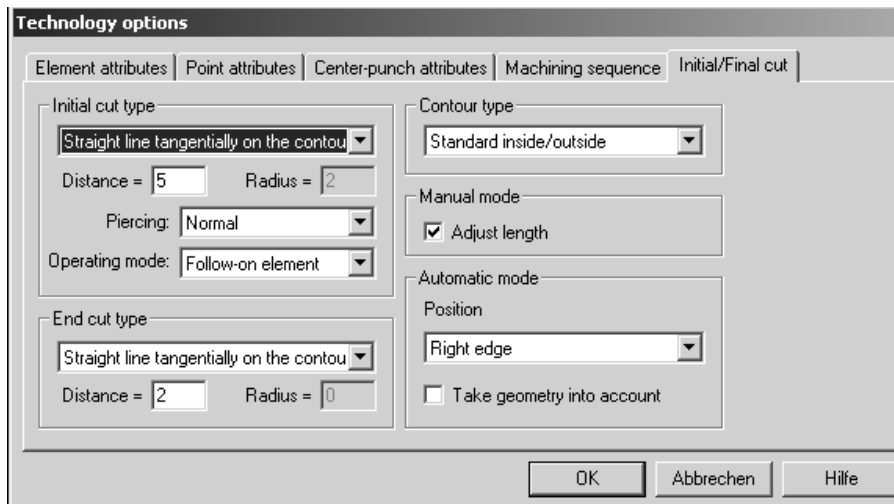 Technology options
Element attributes Point attributes Center-punch attributes Machining sequence Initial/Final cut
Initial cut type
Straight line tangentially on the contou
Distance = 5 Radius = 2
Piercing: Normal
Operating mode: Follow-on element
End cut type
Straight line tangentially on the contou
Distance = 2 Radius = 0
Contour type
Standard inside/outside
Manual mode
Adjust length
Automatic mode
Position
Right edge
Take geometry into account
OK Abbrechen Hilfe